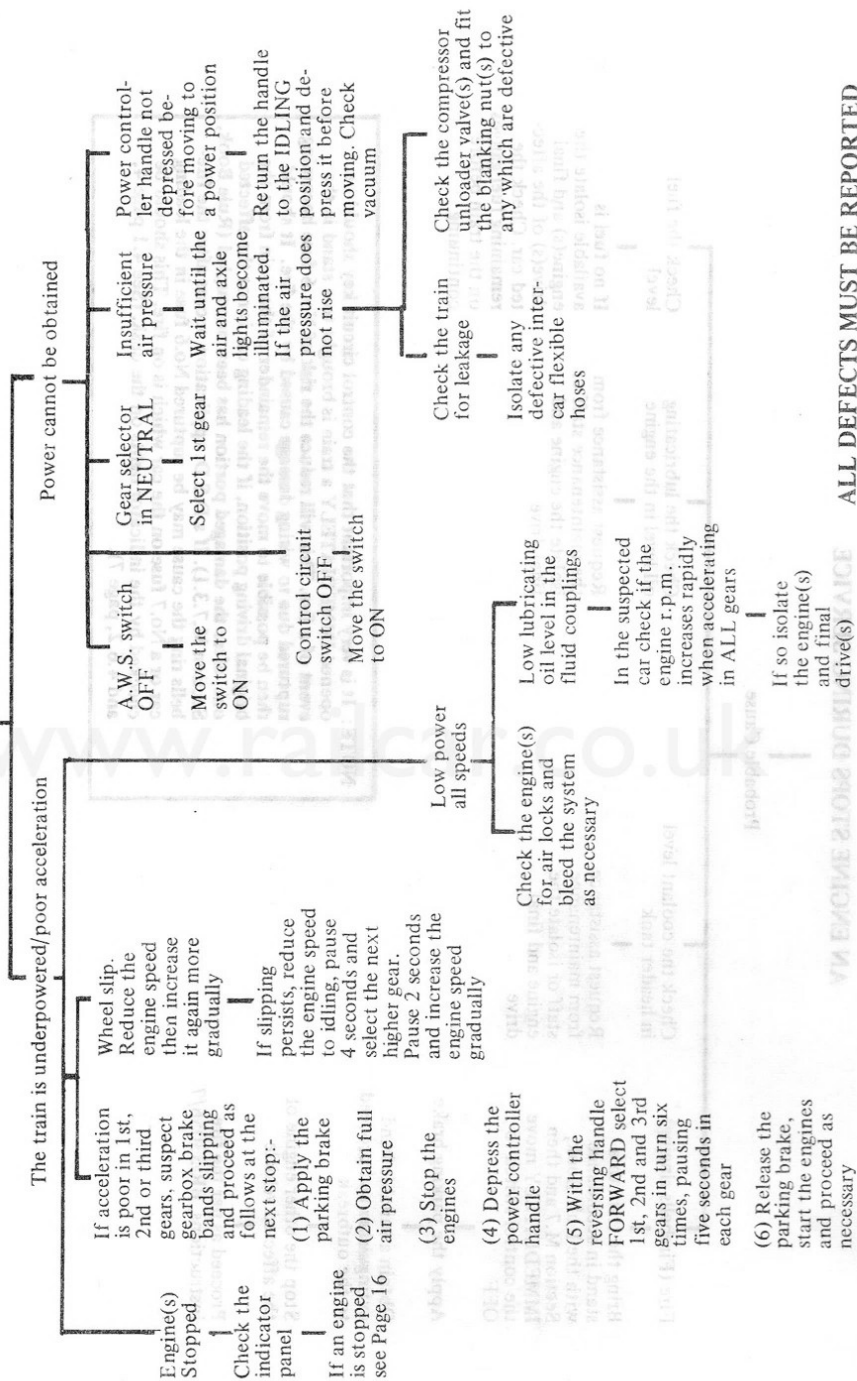 The train is underpowered/poor acceleration
Engine(s)
Stopped
Check the
indicator
panel
If an engine
is stopped
see Page 16
If acceleration
is poor in 1st,
2nd or third
gears, suspect
gearbox brake
bands slipping
and proceed as
follows at the
next stop:-
(1) Apply the
parking brake
(2) Obtain full
air pressure
(3) Stop the
engines
(4) Depress the
power controller
handle
(5) With the
reversing handle
FORWARD select
1st, 2nd and 3rd
gears in turn six
times, pausing
five seconds in
each gear
(6) Release the
parking brake,
start the engines
and proceed as
necessary
Wheel slip.
Reduce the
engine speed
then increase
it again more
gradually
If slipping
persists, reduce
the engine speed
to idling, pause
4 seconds and
select the next
higher gear.
Pause 2 seconds
and increase the
engine speed
gradually
Low power
all speeds
Check the engine(s)
for air locks and
bleed the system
as necessary
Low lubricating
oil level in the
fluid couplings
In the suspected
car check if the
engine r.p.m.
increases rapidly
when accelerating
in ALL gears
If so isolate
the engine(s)
and final
drive(s)
Power cannot be obtained
A.W.S. switch
OFF
Move the
switch to
ON
Control circuit
switch OFF
Move the switch
to ON
Gear selector
in NEUTRAL
Select 1st gear
Insufficient
air pressure
Wait until the
air and axle
lights become
illuminated.
If the air
pressure does
not rise
Check the train
for leakage
Isolate any
defective inter-
car flexible
hoses
Check the compressor
unloader valve(s) and fit
the blanking nut(s) to
any which are defective
Power control-
ler handle not
depressed be-
fore moving to
a power position
Return the handle
to the IDLING
position and de-
press it before
moving. Check
vacuum
ALL DEFECTS MUST BE REPORTED
www.railcar.co.uk
AN ENGINE STOPS DURING SERVICE
Probable Cause